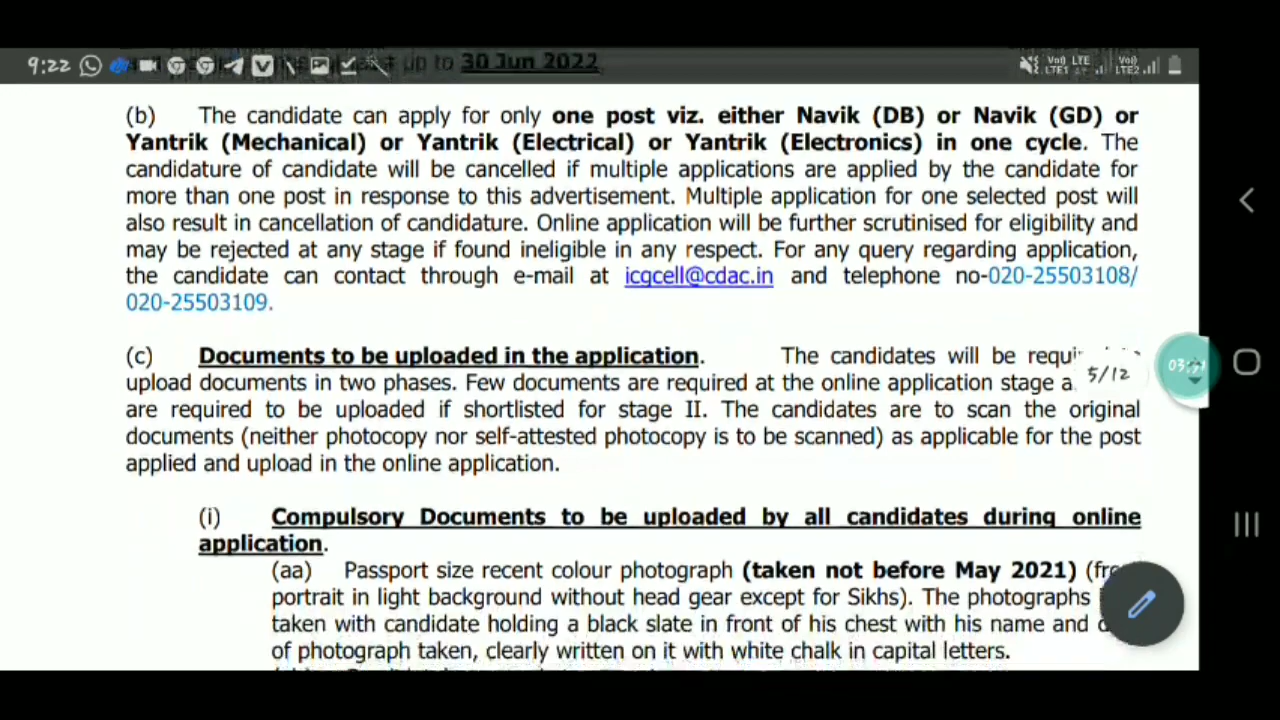 9:22
up to 30 Jun 2022
Vo) LTE Vo)
LTE1 LTE2
(b) The candidate can apply for only one post viz. either Navik (DB) or Navik (GD) or
Yantrik (Mechanical) or Yantrik (Electrical) or Yantrik (Electronics) in one cycle. The
candidature of candidate will be cancelled if multiple applications are applied by the candidate for
more than one post in response to this advertisement. Multiple application for one selected post will
also result in cancellation of candidature. Online application will be further scrutinised for eligibility and
may be rejected at any stage if found ineligible in any respect. For any query regarding application,
the candidate can contact through e-mail at icgcell@cdac.in and telephone no-020-25503108/
020-25503109.
(c) Documents to be uploaded in the application. The candidates will be requi
upload documents in two phases. Few documents are required at the online application stage a
5/12
are required to be uploaded if shortlisted for stage II. The candidates are to scan the original
documents (neither photocopy nor self-attested photocopy is to be scanned) as applicable for the post
applied and upload in the online application.
(i) Compulsory Documents to be uploaded by all candidates during online
application.
(aa) Passport size recent colour photograph (taken not before May 2021) (fr
portrait in light background without head gear except for Sikhs). The photographs
taken with candidate holding a black slate in front of his chest with his name and
of photograph taken, clearly written on it with white chalk in capital letters.